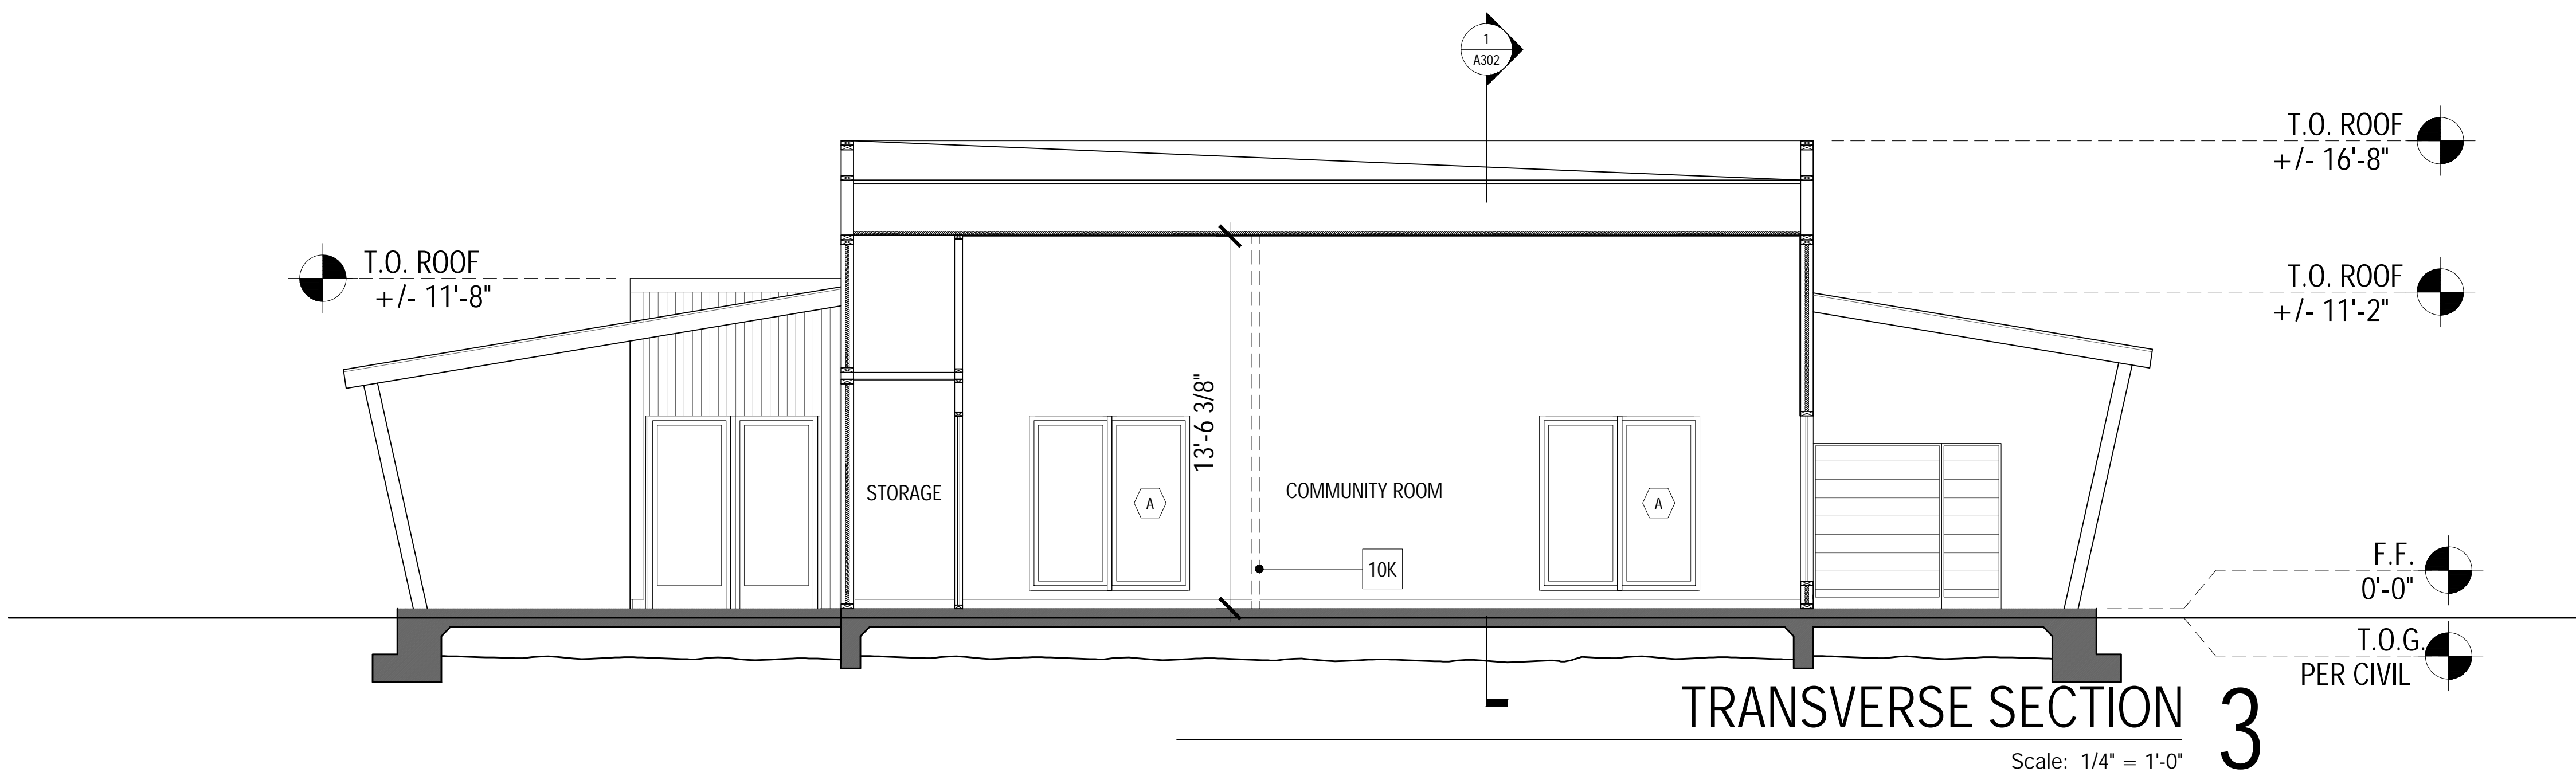 1
A302
T.O. ROOF
+/- 16'-8"
T.O. ROOF
+/- 11'-8"
T.O. ROOF
+/- 11'-2"
13'-6 3/8"
STORAGE
A
COMMUNITY ROOM
A
10K
F.F.
0'-0"
T.O.G.
PER CIVIL
TRANSVERSE SECTION 3
Scale: 1/4" = 1'-0"